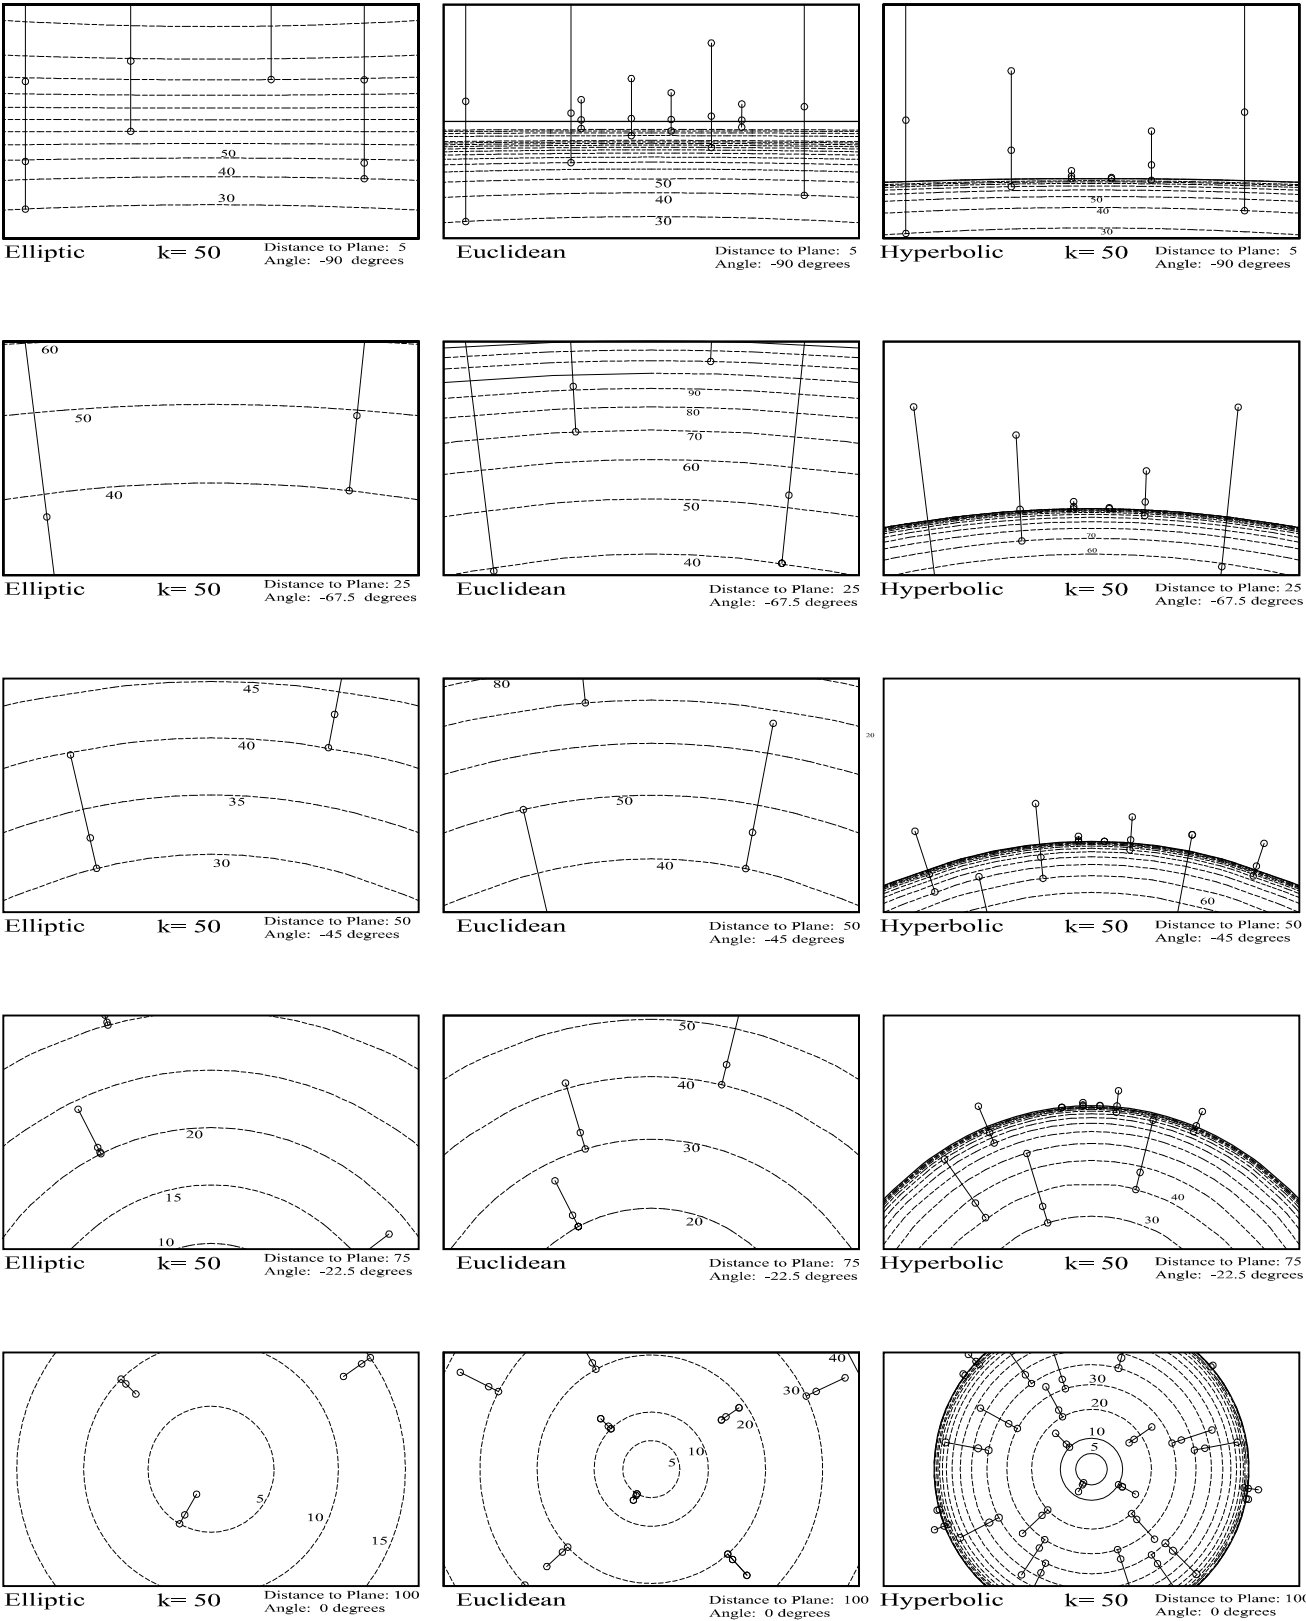 50
40
30
50
40
30
50
40
30
Elliptic k= 50 Distance to Plane: 5
Angle: -90 degrees
Euclidean Distance to Plane: 5
Angle: -90 degrees
Hyperbolic k= 50 Distance to Plane: 5
Angle: -90 degrees
60
50
40
90
80
70
60
50
40
70
60
Elliptic k= 50 Distance to Plane: 25
Angle: -67.5 degrees
Euclidean Distance to Plane: 25
Angle: -67.5 degrees
Hyperbolic k= 50 Distance to Plane: 25
Angle: -67.5 degrees
45
40
35
30
80
50
40
20
60
Elliptic k= 50 Distance to Plane: 50
Angle: -45 degrees
Euclidean Distance to Plane: 50
Angle: -45 degrees
Hyperbolic k= 50 Distance to Plane: 50
Angle: -45 degrees
20
15
10
50
40
30
20
40
30
Elliptic k= 50 Distance to Plane: 75
Angle: -22.5 degrees
Euclidean Distance to Plane: 75
Angle: -22.5 degrees
Hyperbolic k= 50 Distance to Plane: 75
Angle: -22.5 degrees
5
10
15
40
30
20
10
5
30
20
10
5
Elliptic k= 50 Distance to Plane: 100
Angle: 0 degrees
Euclidean Distance to Plane: 100
Angle: 0 degrees
Hyperbolic k= 50 Distance to Plane: 100
Angle: 0 degrees